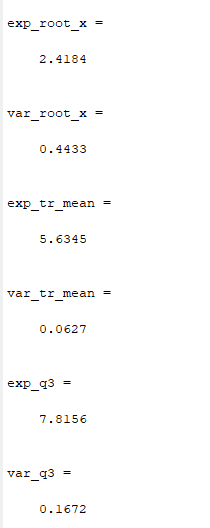 exp_root_x =
2.4184
var_root_x =
0.4433
exp_tr_mean =
5.6345
var_tr_mean =
0.0627
exp_q3 =
7.8156
var_q3 =
0.1672